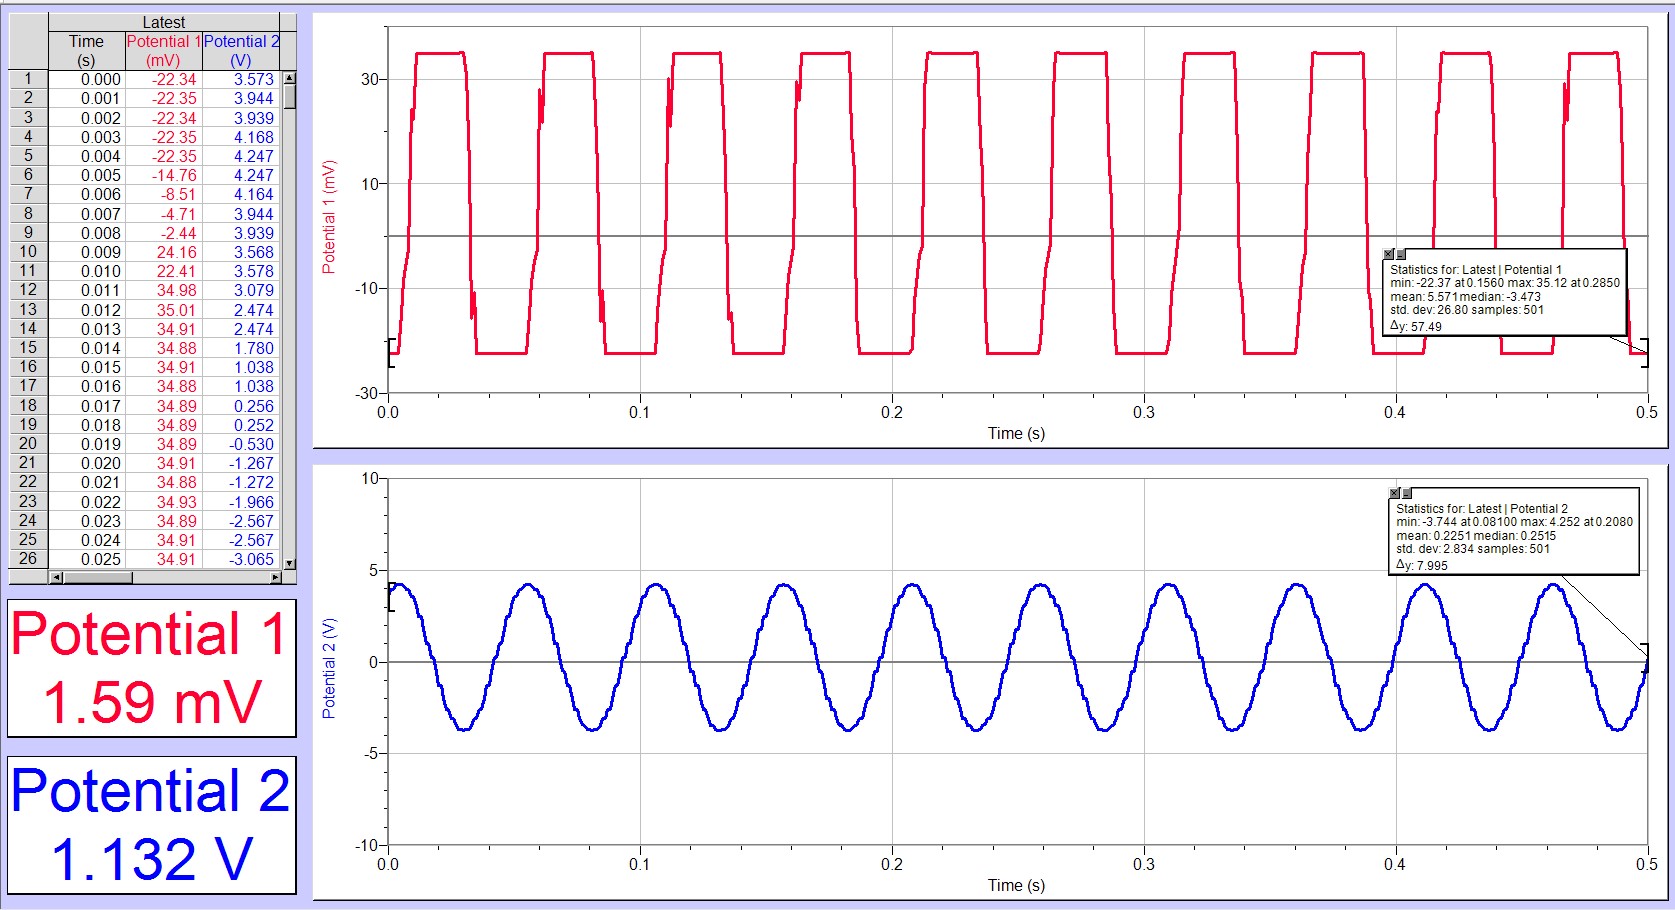 Latest
Time Potential 1 Potential 2
(s) (mV) (V)
1 0.000 -22.34 3.573
2 0.001 -22.35 3.944
3 0.002 -22.34 3.939
4 0.003 -22.35 4.168
5 0.004 -22.35 4.247
6 0.005 -14.76 4.247
7 0.006 -8.51 4.164
8 0.007 -4.71 3.944
9 0.008 -2.44 3.939
10 0.009 24.16 3.568
11 0.010 22.41 3.578
12 0.011 34.98 3.079
13 0.012 35.01 2.474
14 0.013 34.91 2.474
15 0.014 34.88 1.780
16 0.015 34.91 1.038
17 0.016 34.88 1.038
18 0.017 34.89 0.256
19 0.018 34.89 0.252
20 0.019 34.89 -0.530
21 0.020 34.91 -1.267
22 0.021 34.88 -1.272
23 0.022 34.93 -1.966
24 0.023 34.89 -2.567
25 0.024 34.91 -2.567
26 0.025 34.91 -3.065
Potential 1
1.59 mV
Potential 2
1.132 V
Potential 1 (mV)
30
10
-10
-30
0.0 0.1 0.2 0.3 0.4 0.5
Time (s)
Statistics for: Latest | Potential 1
min: -22.37 at 0.1560 max: 35.12 at 0.2850
mean: 5.571 median: -3.473
std. dev: 26.80 samples: 501
Δy: 57.49
Potential 2 (V)
10
5
0
-5
-10
0.0 0.1 0.2 0.3 0.4 0.5
Time (s)
Statistics for: Latest | Potential 2
min: -3.744 at 0.08100 max: 4.252 at 0.2080
mean: 0.2251 median: 0.2515
std. dev: 2.834 samples: 501
Δy: 7.995